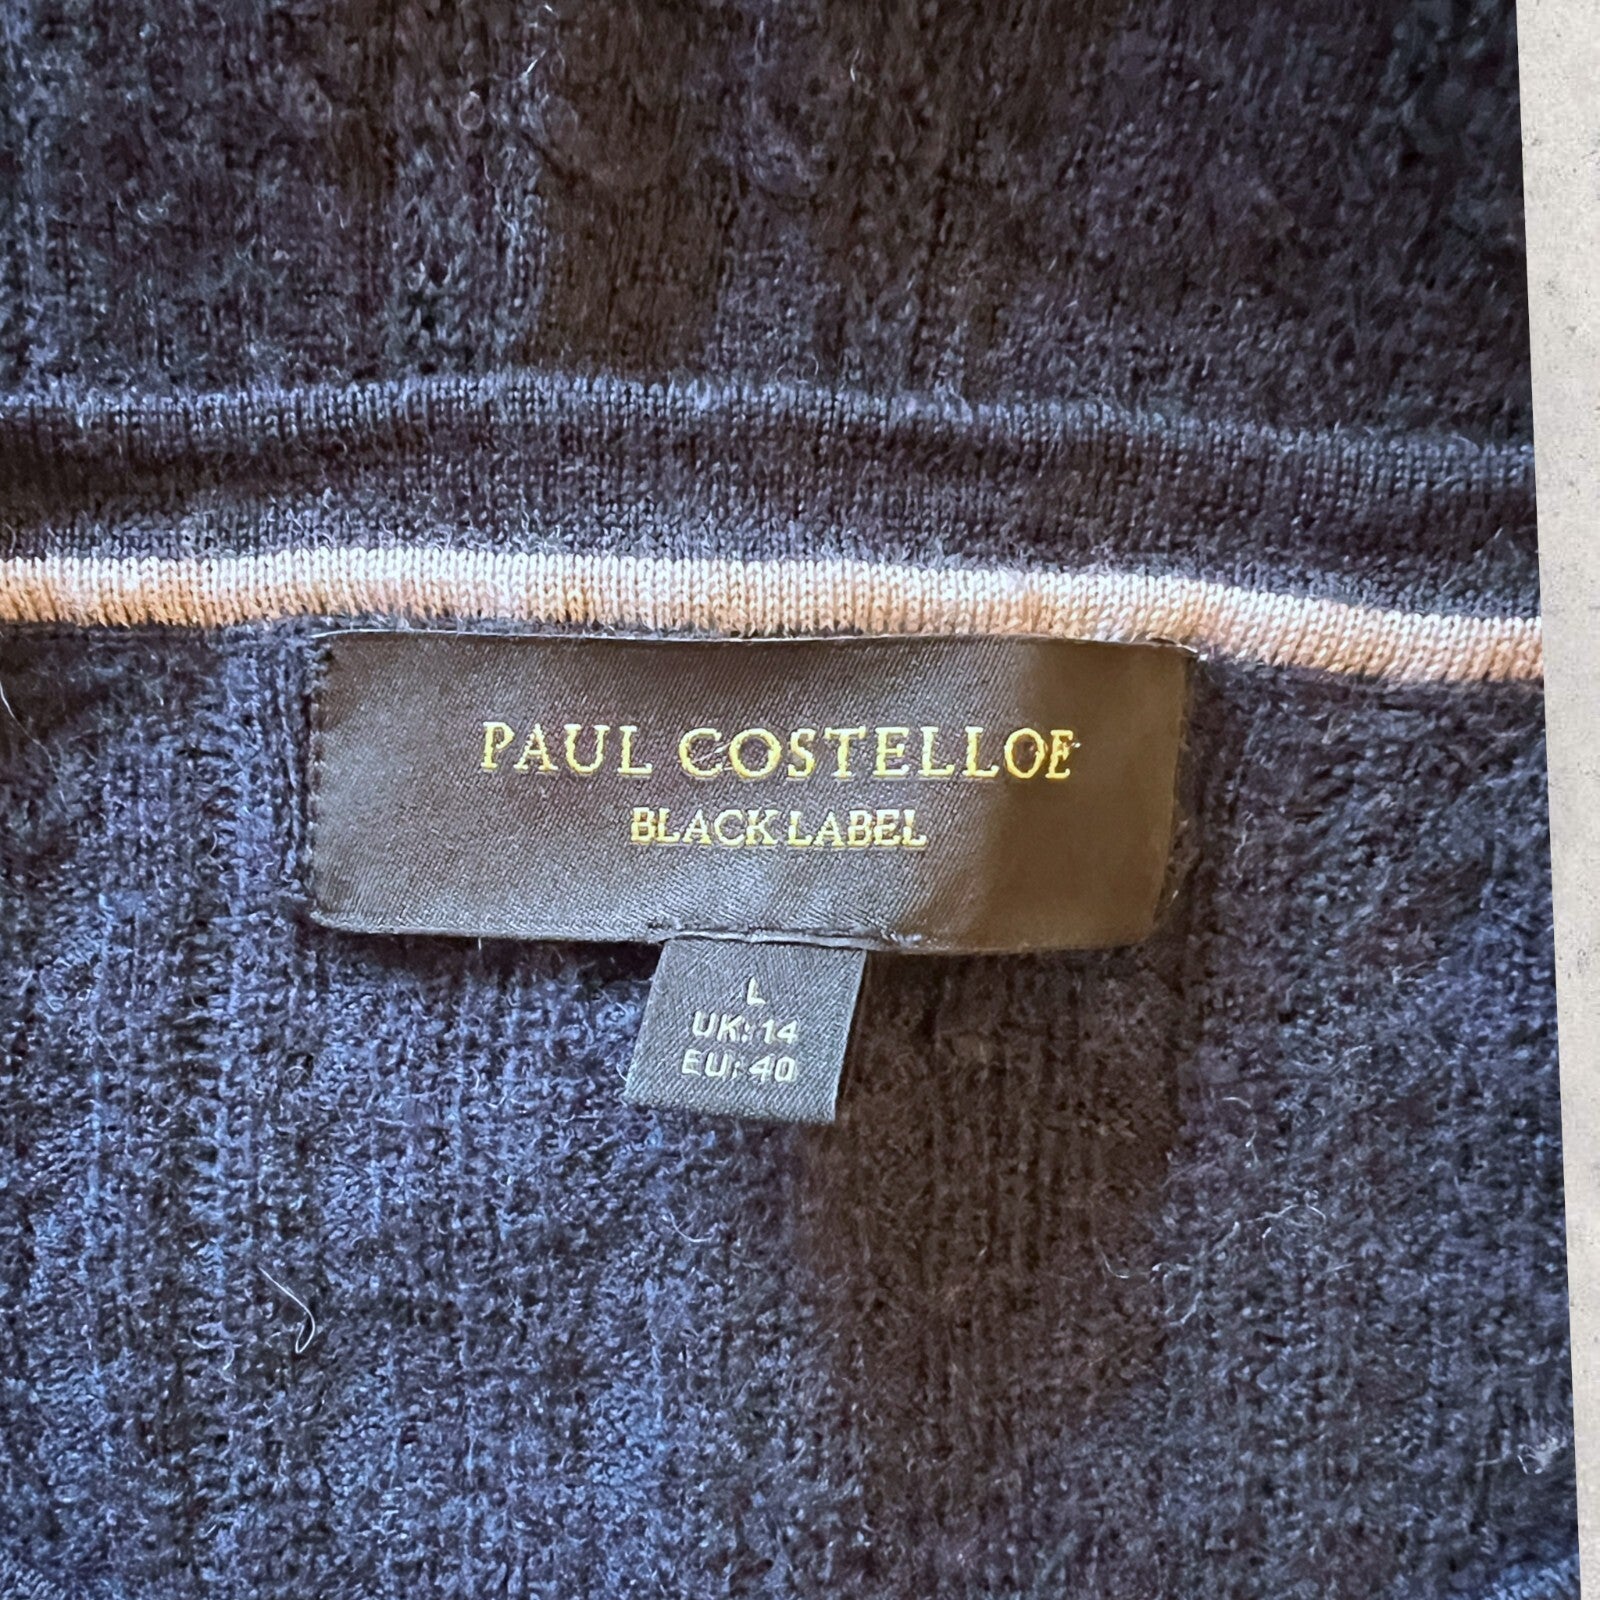 PAUL COSTELLOE
BLACK LABEL
L
UK: 14
EU: 40